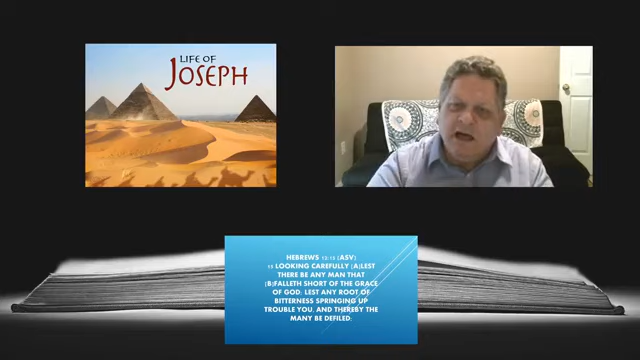 LIFE OF
JOSEPH
HEBREWS 12:15 (ASV)
15 LOOKING CAREFULLY (A)LEST
THERE BE ANY MAN THAT
[B]FALLETH SHORT OF THE GRACE
OF GOD; LEST ANY ROOT OF
BITTERNESS SPRINGING UP
TROUBLE YOU, AND THEREBY THE
MANY BE DEFILED;